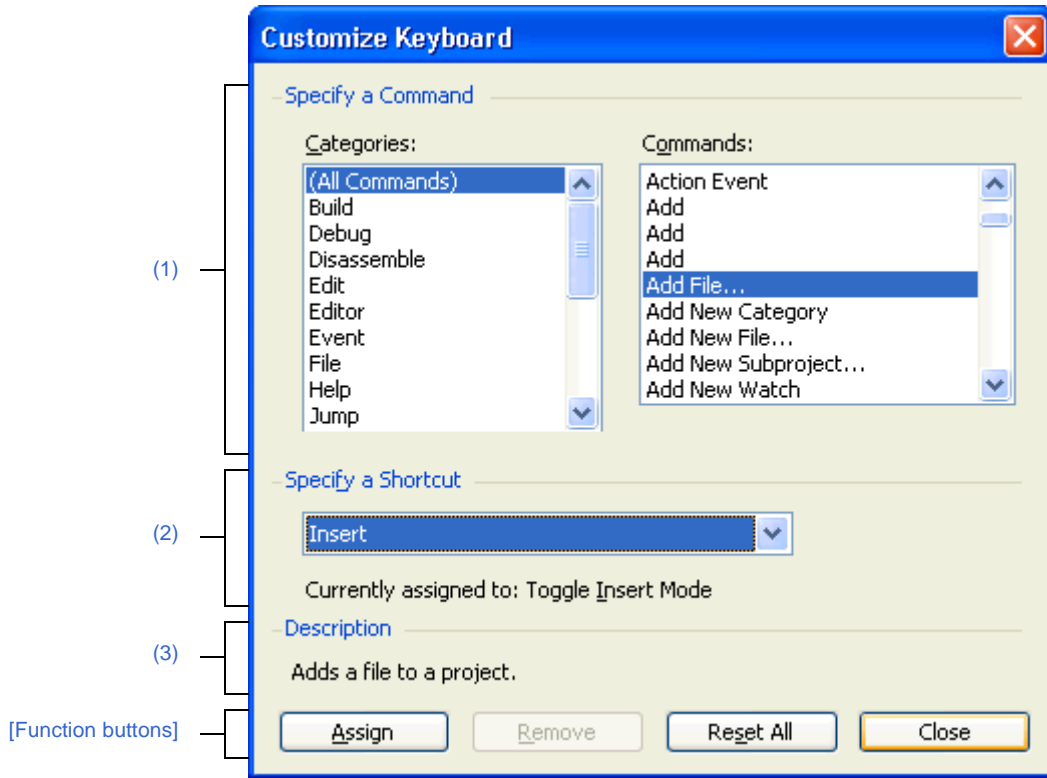 Customize Keyboard
(1)
Specify a Command
Categories:
(All Commands)
Build
Debug
Disassemble
Edit
Editor
Event
File
Help
Jump
Commands:
Action Event
Add
Add
Add
Add File...
Add New Category
Add New File...
Add New Subproject...
Add New Watch
(2)
Specify a Shortcut
Insert
Currently assigned to: Toggle Insert Mode
(3)
Description
Adds a file to a project.
[Function buttons]
Assign
Remove
Reset All
Close